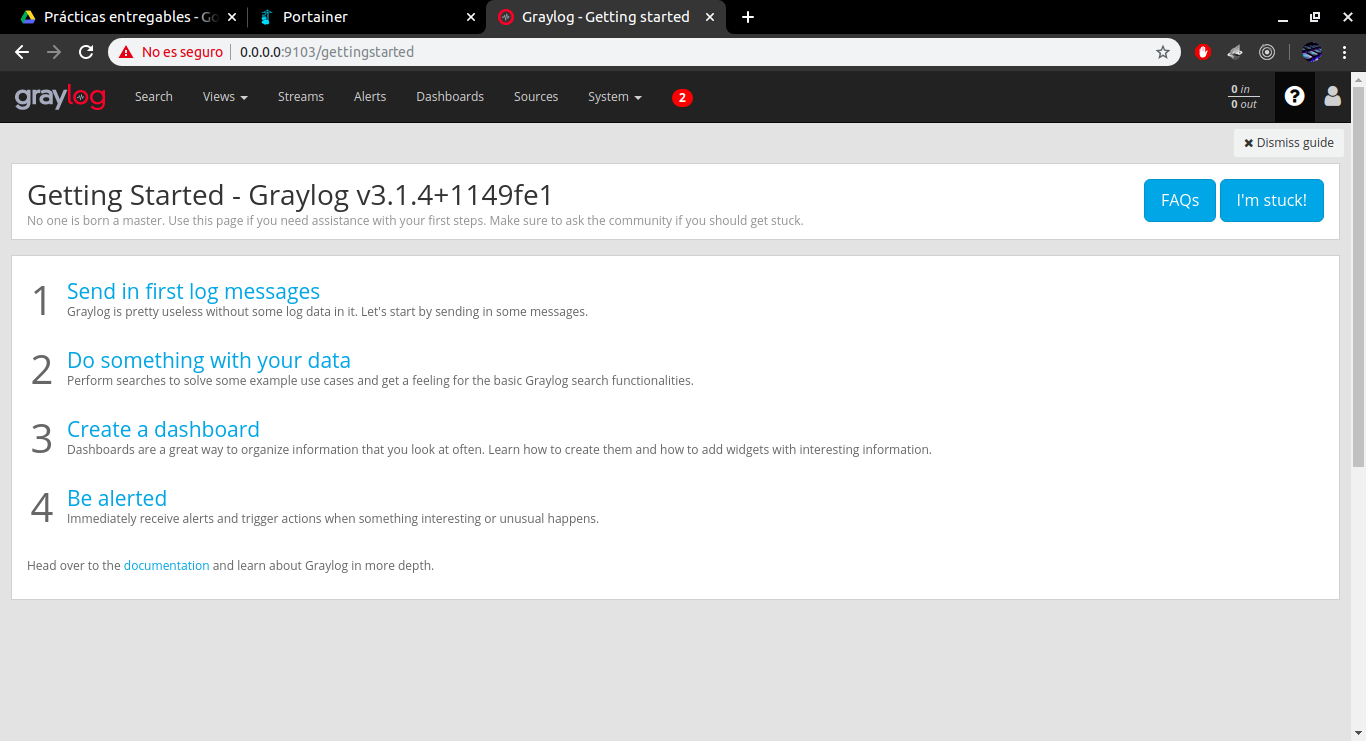 Prácticas entregables - Go
Portainer
Graylog - Getting started
No es seguro
0.0.0.0:9103/gettingstarted
graylog
Search
Views
Streams
Alerts
Dashboards
Sources
System
2
0 in
0 out
Dismiss guide
Getting Started - Graylog v3.1.4+1149fe1
No one is born a master. Use this page if you need assistance with your first steps. Make sure to ask the community if you should get stuck.
FAQs
I'm stuck!
1
Send in first log messages
Graylog is pretty useless without some log data in it. Let's start by sending in some messages.
2
Do something with your data
Perform searches to solve some example use cases and get a feeling for the basic Graylog search functionalities.
3
Create a dashboard
Dashboards are a great way to organize information that you look at often. Learn how to create them and how to add widgets with interesting information.
4
Be alerted
Immediately receive alerts and trigger actions when something interesting or unusual happens.
Head over to the documentation and learn about Graylog in more depth.